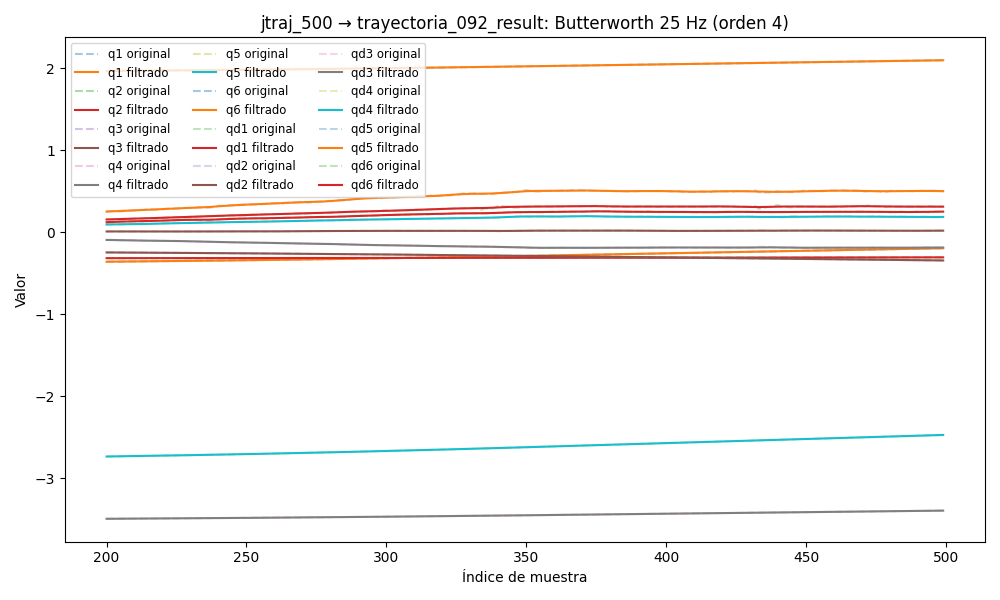 jtraj_500 → trayectoria_092_result: Butterworth 25 Hz (orden 4)
q1 original
q1 filtrado
q2 original
q2 filtrado
q3 original
q3 filtrado
q4 original
q4 filtrado
q5 original
q5 filtrado
q6 original
q6 filtrado
qd1 original
qd1 filtrado
qd2 original
qd2 filtrado
qd3 original
qd3 filtrado
qd4 original
qd4 filtrado
qd5 original
qd5 filtrado
qd6 original
qd6 filtrado
Valor
2
1
0
−1
−2
−3
200
250
300
350
400
450
500
Índice de muestra